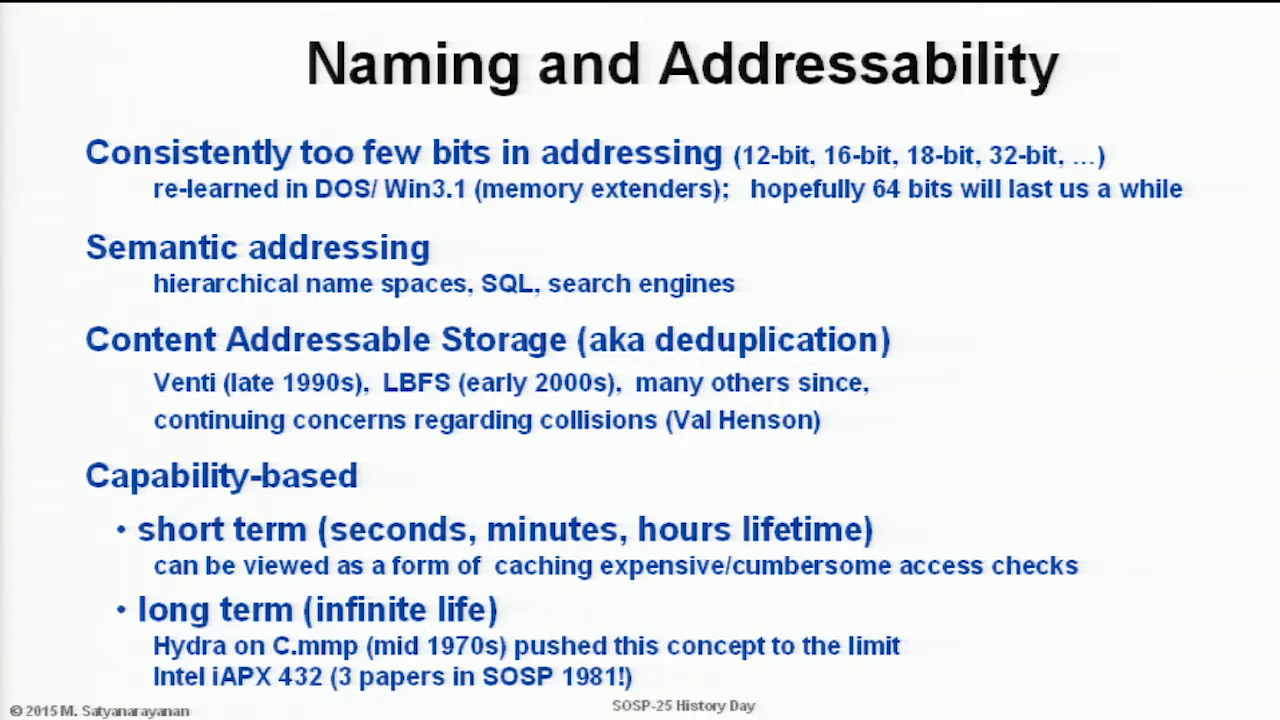 Naming and Addressability
Consistently too few bits in addressing (12-bit, 16-bit, 18-bit, 32-bit, ...)
re-learned in DOS/ Win3.1 (memory extenders); hopefully 64 bits will last us a while
Semantic addressing
hierarchical name spaces, SQL, search engines
Content Addressable Storage (aka deduplication)
Venti (late 1990s), LBFS (early 2000s), many others since,
continuing concerns regarding collisions (Val Henson)
Capability-based
• short term (seconds, minutes, hours lifetime)
can be viewed as a form of caching expensive/cumbersome access checks
• long term (infinite life)
Hydra on C.mmp (mid 1970s) pushed this concept to the limit
Intel iAPX 432 (3 papers in SOSP 1981!)
© 2015 M. Satyanarayanan
SOSP-25 History Day